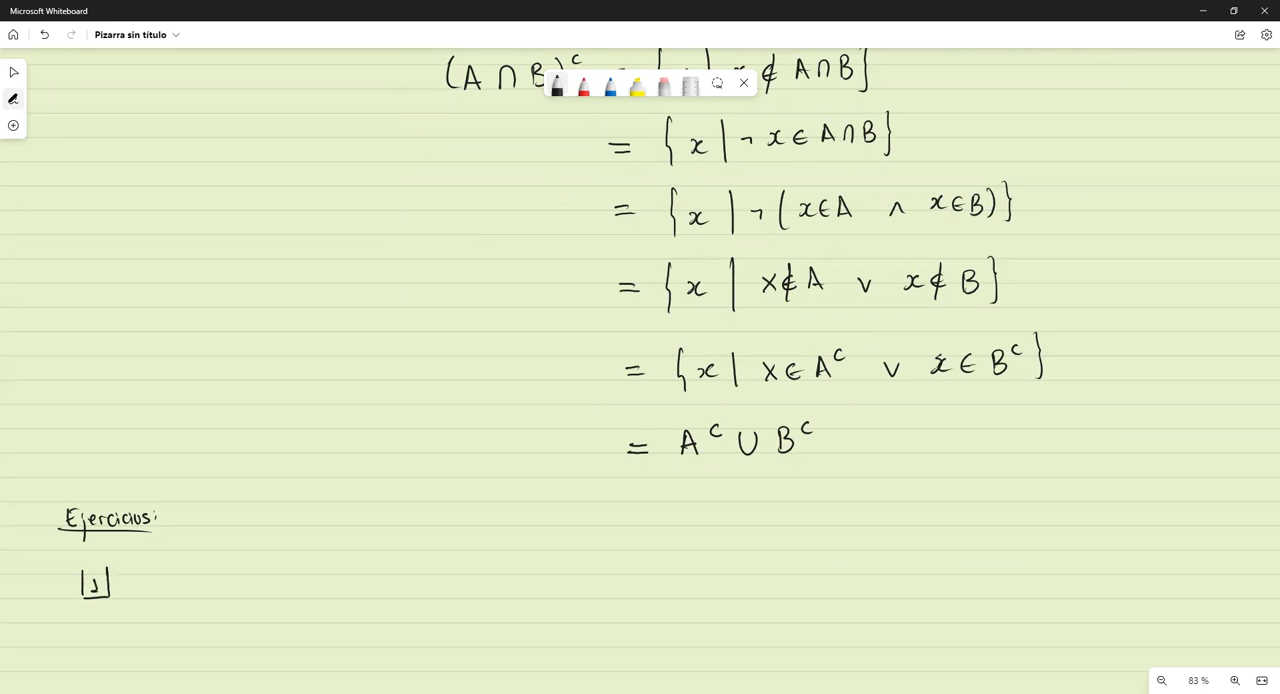 Microsoft Whiteboard
Pizarra sin título
(A ∩ B)ᶜ = { x | x ∉ A ∩ B }
= { x | ¬ x ∈ A ∩ B }
= { x | ¬ ( x ∈ A ∧ x ∈ B ) }
= { x | x ∉ A ∨ x ∉ B }
= { x | x ∈ Aᶜ ∨ x ∈ Bᶜ }
= Aᶜ ∪ Bᶜ
Ejercicios:
1
83 %